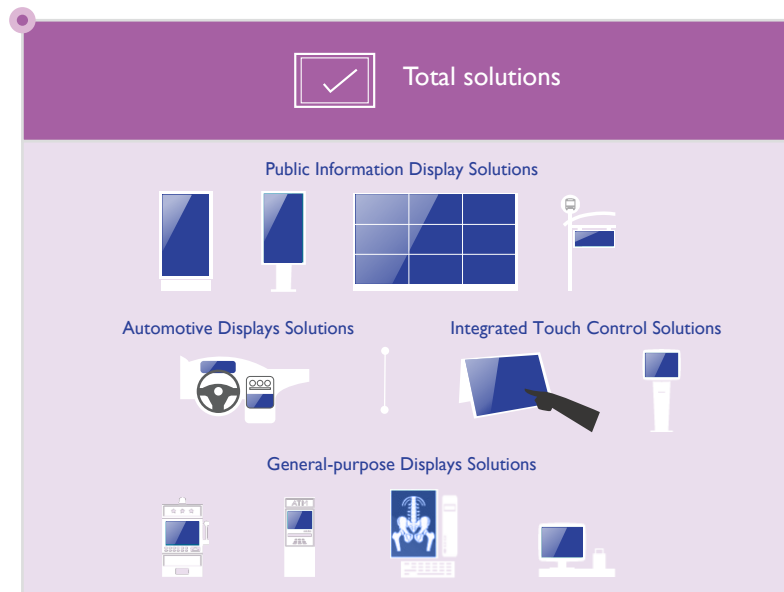 Total solutions
Public Information Display Solutions
Automotive Displays Solutions
Integrated Touch Control Solutions
General-purpose Displays Solutions
ATM